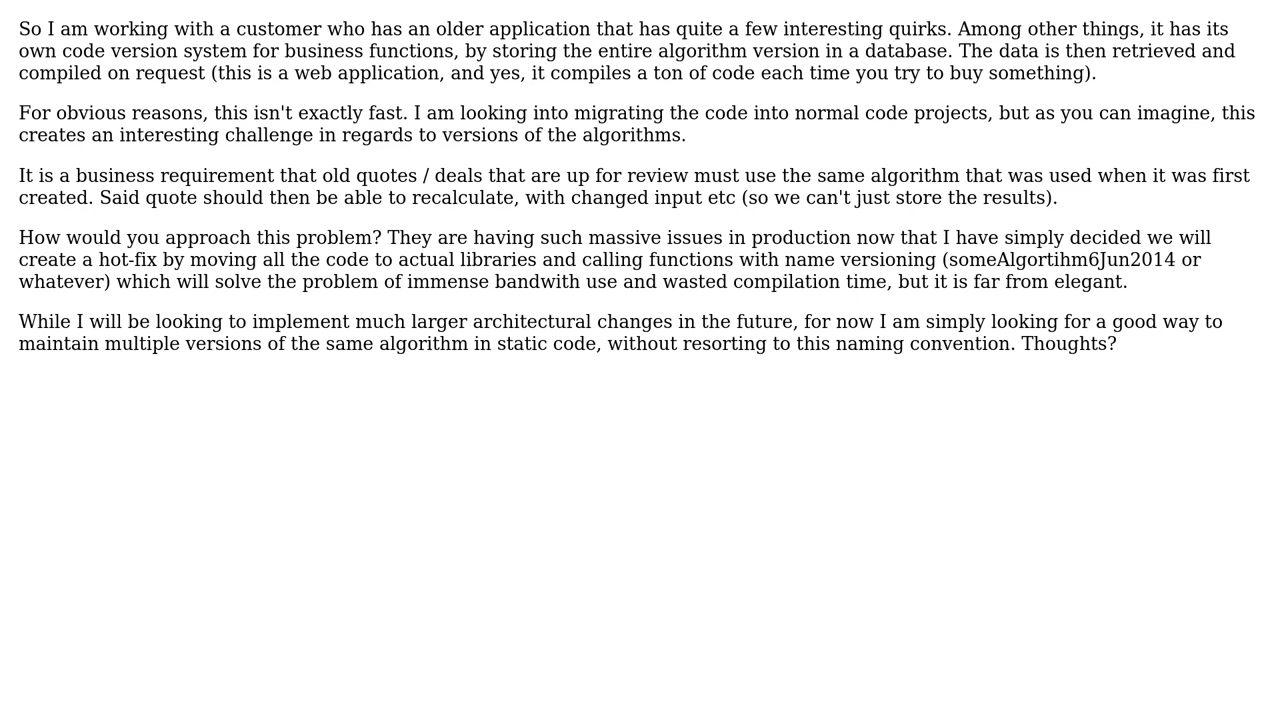 So I am working with a customer who has an older application that has quite a few interesting quirks. Among other things, it has its
own code version system for business functions, by storing the entire algorithm version in a database. The data is then retrieved and
compiled on request (this is a web application, and yes, it compiles a ton of code each time you try to buy something).
For obvious reasons, this isn't exactly fast. I am looking into migrating the code into normal code projects, but as you can imagine, this
creates an interesting challenge in regards to versions of the algorithms.
It is a business requirement that old quotes / deals that are up for review must use the same algorithm that was used when it was first
created. Said quote should then be able to recalculate, with changed input etc (so we can't just store the results).
How would you approach this problem? They are having such massive issues in production now that I have simply decided we will
create a hot-fix by moving all the code to actual libraries and calling functions with name versioning (someAlgortihm6Jun2014 or
whatever) which will solve the problem of immense bandwith use and wasted compilation time, but it is far from elegant.
While I will be looking to implement much larger architectural changes in the future, for now I am simply looking for a good way to
maintain multiple versions of the same algorithm in static code, without resorting to this naming convention. Thoughts?